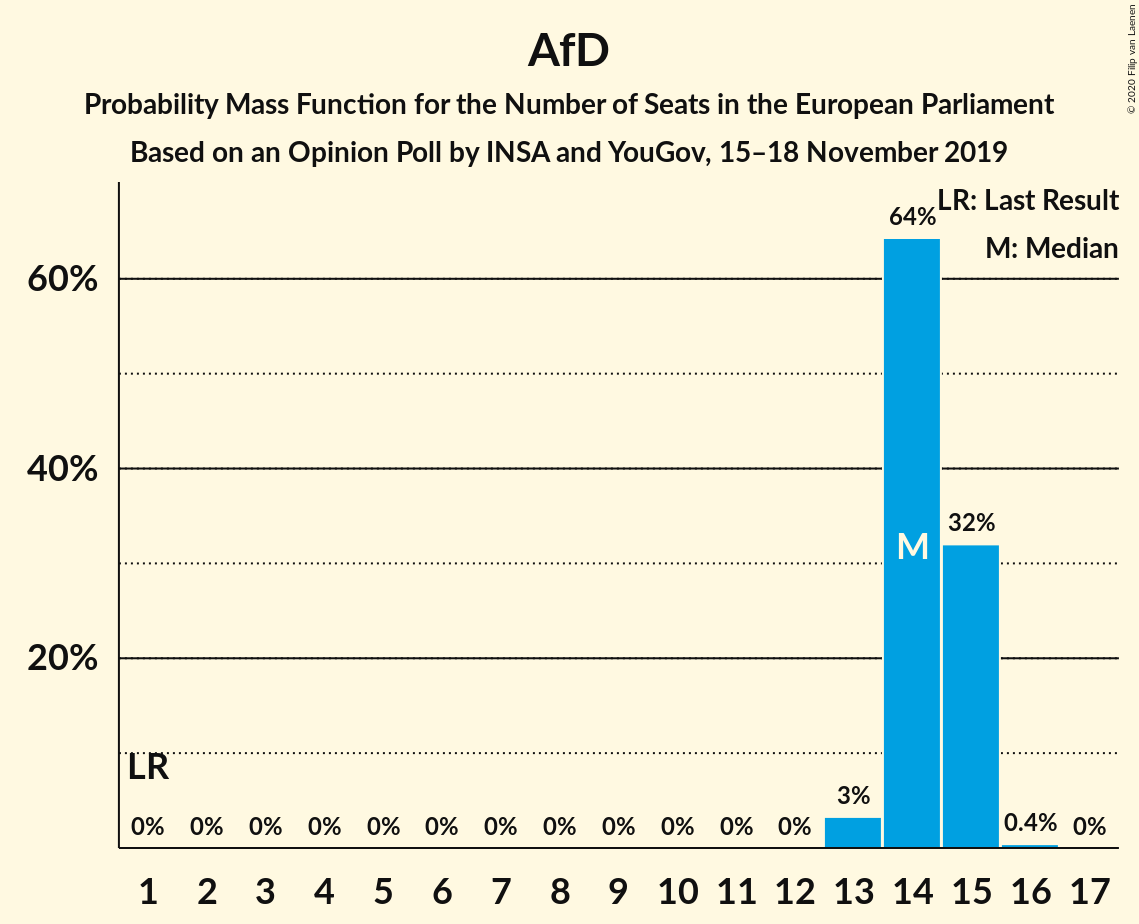 AfD
Probability Mass Function for the Number of Seats in the European Parliament
Based on an Opinion Poll by INSA and YouGov, 15–18 November 2019
© 2020 Filip van Laenen
LR: Last Result
M: Median
60%
40%
20%
LR
0% 0% 0% 0% 0% 0% 0% 0% 0% 0% 0% 0% 3% 64% 32% 0.4% 0%
M
1 2 3 4 5 6 7 8 9 10 11 12 13 14 15 16 17